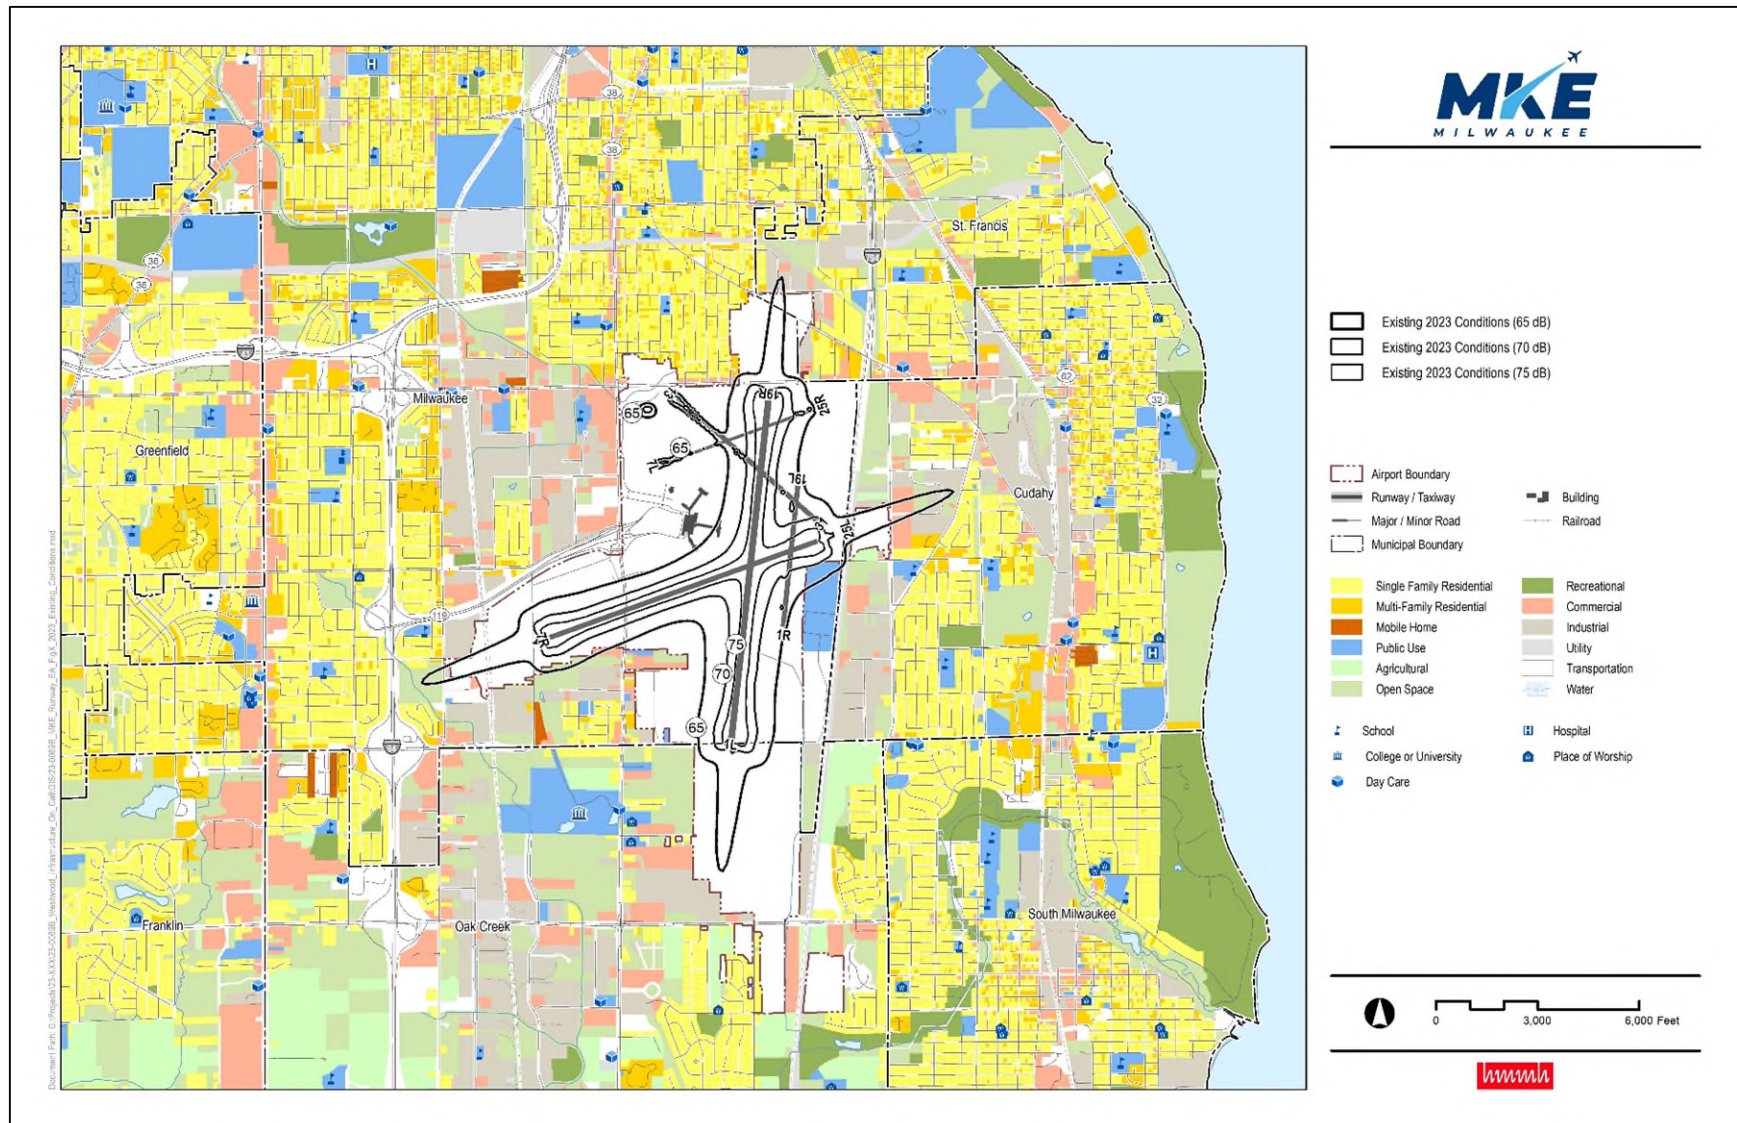 MKE
MILWAUKEE
Existing 2023 Conditions (65 dB)
Existing 2023 Conditions (70 dB)
Existing 2023 Conditions (75 dB)
Airport Boundary
Runway / Taxiway
Building
Major / Minor Road
Railroad
Municipal Boundary
Single Family Residential
Recreational
Multi-Family Residential
Commercial
Mobile Home
Industrial
Public Use
Utility
Agricultural
Transportation
Open Space
Water
School
Hospital
College or University
Place of Worship
Day Care
0 3,000 6,000 Feet
hmmh
H
38
38
36
36
St. Francis
62
32
Milwaukee
Greenfield
Cudahy
65
65
19R
25R
19L
25L
119
7R
1R
75
70
65
1L
H
Franklin
Oak Creek
South Milwaukee